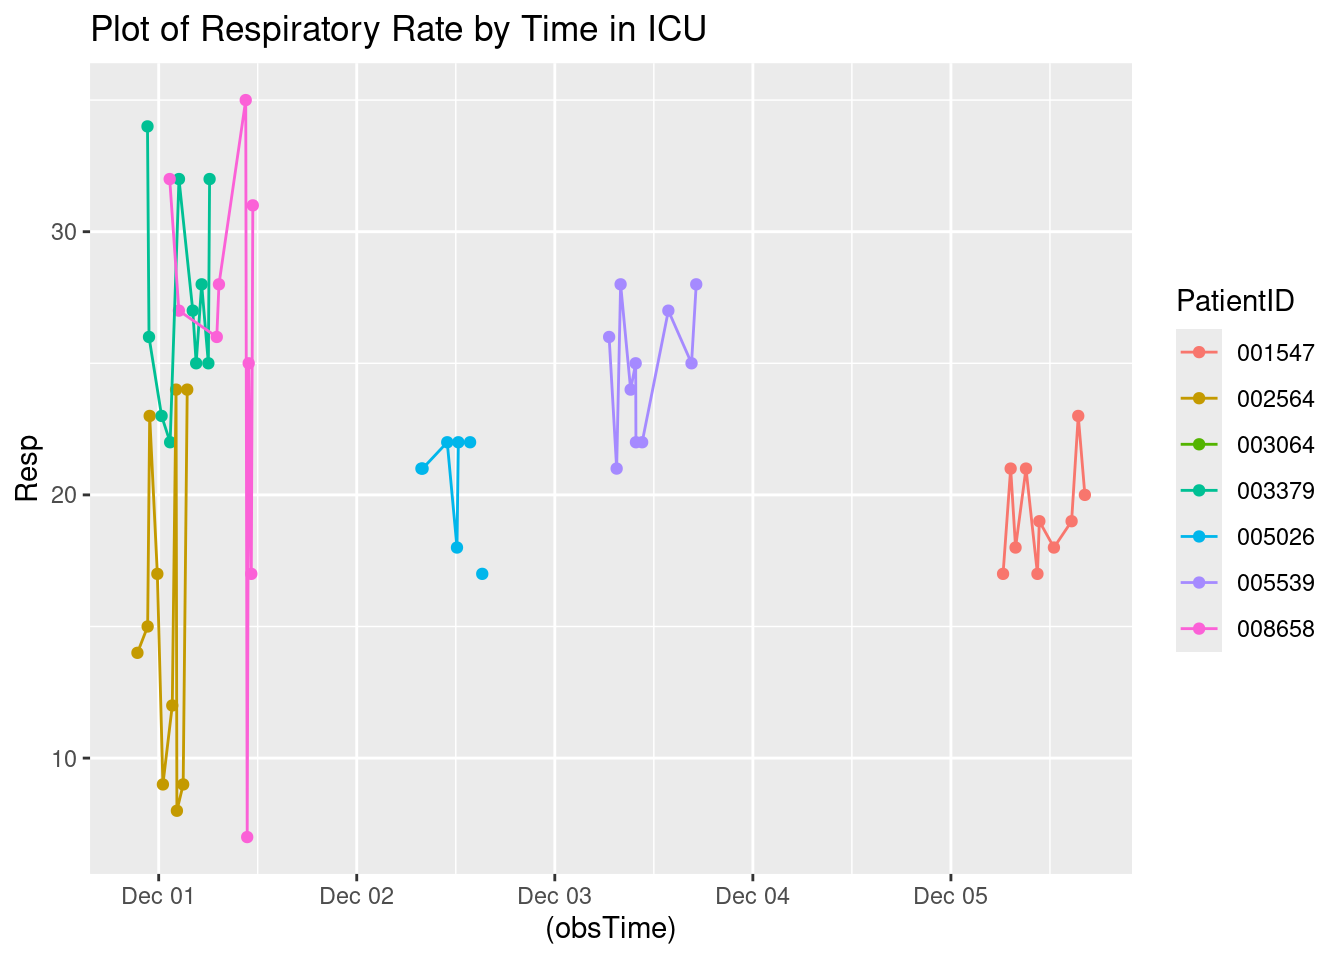 Plot of Respiratory Rate by Time in ICU
Resp
30
20
10
Dec 01
Dec 02
Dec 03
Dec 04
Dec 05
(obsTime)
PatientID
001547
002564
003064
003379
005026
005539
008658